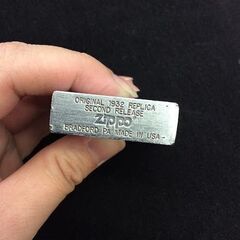 ORIGINAL 1932 REPLICA
SECOND RELEASE
Zippo
BRADFORD PA MADE IN USA